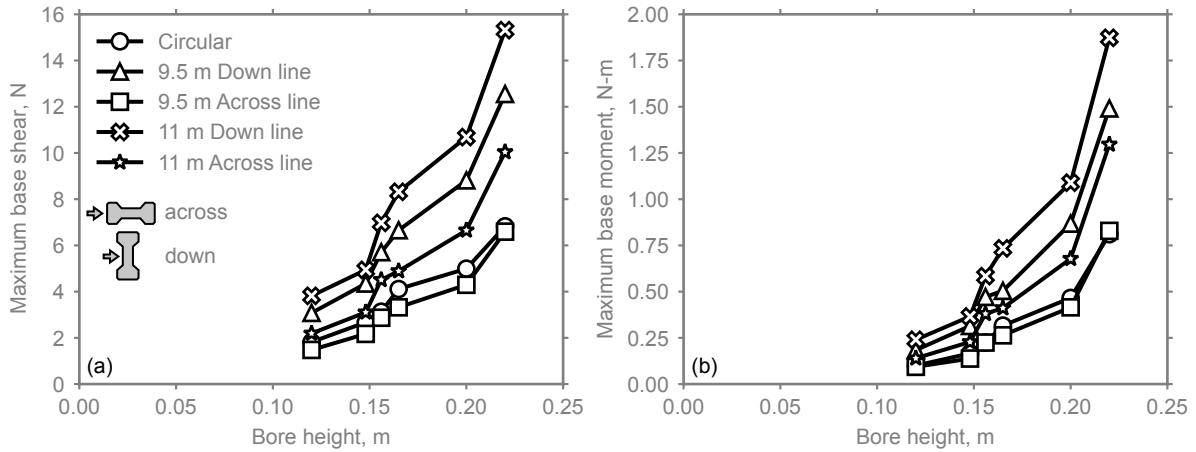 Maximum base shear, N
16
14
12
10
8
6
4
2
0
Circular
9.5 m Down line
9.5 m Across line
11 m Down line
11 m Across line
across
down
(a)
0.00
0.05
0.10
0.15
0.20
0.25
Bore height, m
Maximum base moment, N-m
2.00
1.75
1.50
1.25
1.00
0.75
0.50
0.25
0.00
(b)
0.00
0.05
0.10
0.15
0.20
0.25
Bore height, m